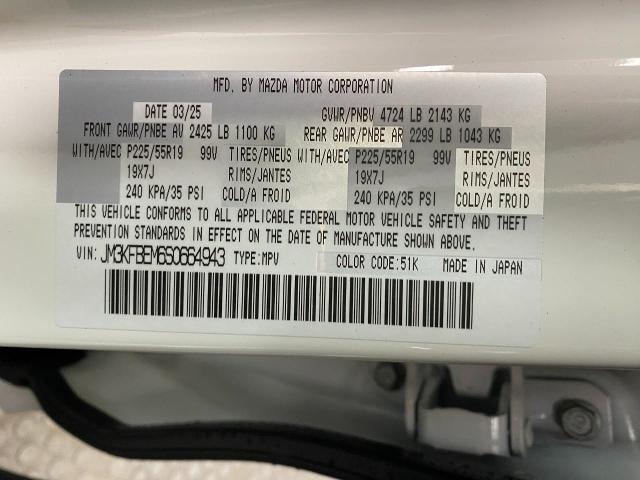 MFD. BY MAZDA MOTOR CORPORATION
DATE 03/25 GVWR/PNBV 4724 LB 2143 KG
FRONT GAWR/PNBE AV 2425 LB 1100 KG REAR GAWR/PNBE AR 2299 LB 1043 KG
WITH/AVEC P225/55R19 99V TIRES/PNEUS WITH/AVEC P225/55R19 99V TIRES/PNEUS
19X7J RIMS/JANTES 19X7J RIMS/JANTES
240 KPA/35 PSI COLD/A FROID 240 KPA/35 PSI COLD/A FROID
THIS VEHICLE CONFORMS TO ALL APPLICABLE FEDERAL MOTOR VEHICLE SAFETY AND THEFT
PREVENTION STANDARDS IN EFFECT ON THE DATE OF MANUFACTURE SHOWN ABOVE.
VIN: JM3KFBEM6S0664943 TYPE:MPV COLOR CODE:51K MADE IN JAPAN